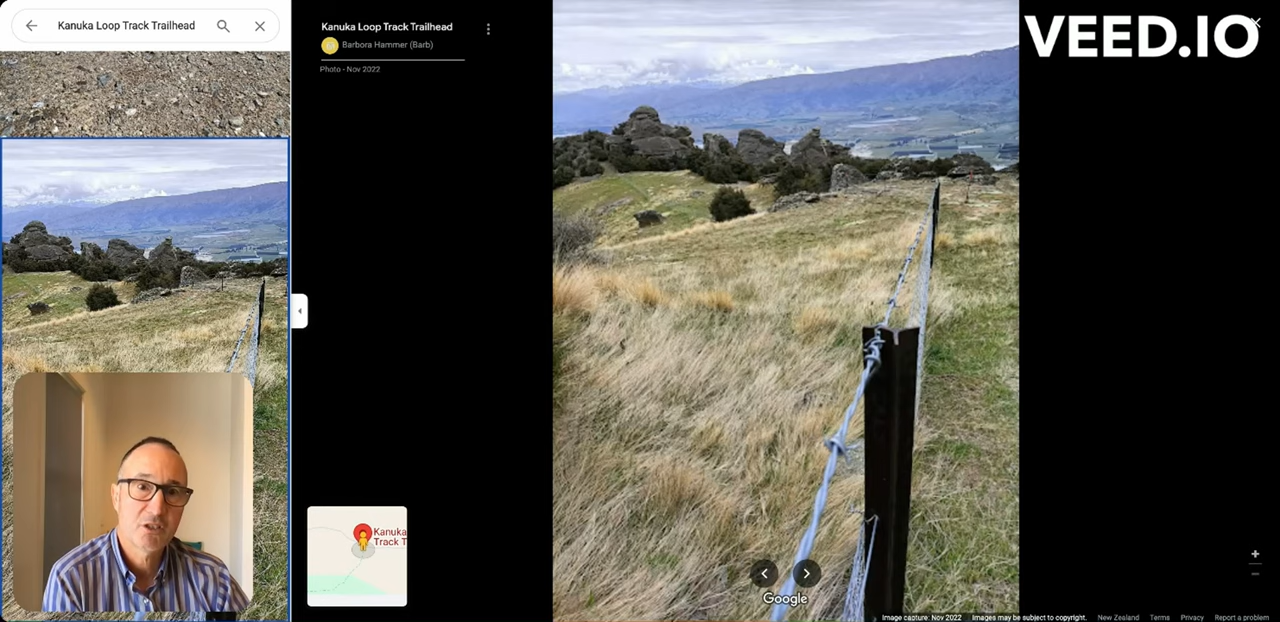 Kanuka Loop Track Trailhead
Kanuka Loop Track Trailhead
Barbora Hammer (Barb)
Photo - Nov 2022
VEED.IO
Kanuka
Track T
Google
Image capture: Nov 2022 Images may be subject to copyright. New Zealand Terms Privacy Report a problem